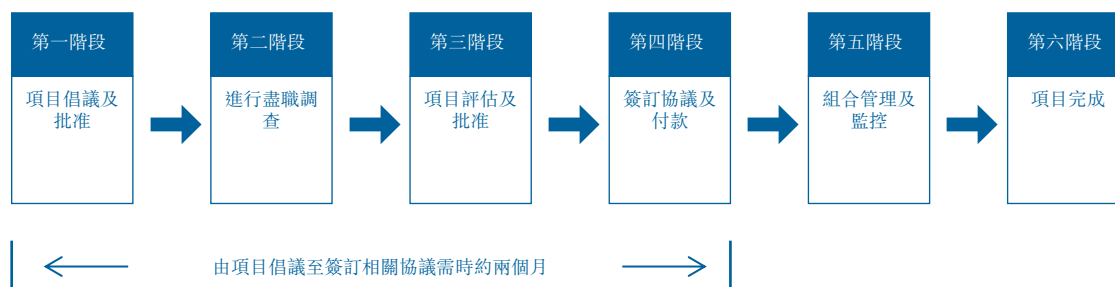 第一階段
項目倡議及
批准
第二階段
進行盡職調
查
第三階段
項目評估及
批准
第四階段
簽訂協議及
付款
第五階段
組合管理及
監控
第六階段
項目完成
由項目倡議至簽訂相關協議需時約兩個月